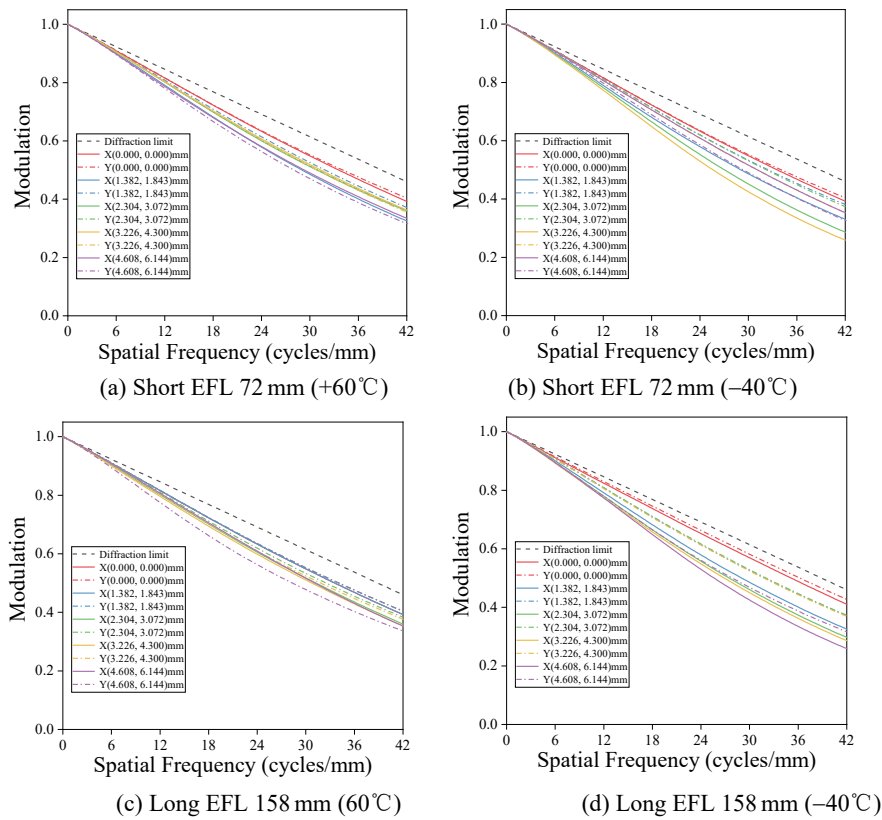 1.0
0.8
0.6
0.4
0.2
0.0
Modulation
Diffraction limit
X(0.000, 0.000)mm
Y(0.000, 0.000)mm
X(1.382, 1.843)mm
Y(1.382, 1.843)mm
X(2.304, 3.072)mm
Y(2.304, 3.072)mm
X(3.226, 4.300)mm
Y(3.226, 4.300)mm
X(4.608, 6.144)mm
Y(4.608, 6.144)mm
0 6 12 18 24 30 36 42
Spatial Frequency (cycles/mm)
(a) Short EFL 72 mm (+60℃)
1.0
0.8
0.6
0.4
0.2
0.0
Modulation
Diffraction limit
X(0.000, 0.000)mm
Y(0.000, 0.000)mm
X(1.382, 1.843)mm
Y(1.382, 1.843)mm
X(2.304, 3.072)mm
Y(2.304, 3.072)mm
X(3.226, 4.300)mm
Y(3.226, 4.300)mm
X(4.608, 6.144)mm
Y(4.608, 6.144)mm
0 6 12 18 24 30 36 42
Spatial Frequency (cycles/mm)
(b) Short EFL 72 mm (−40℃)
1.0
0.8
0.6
0.4
0.2
0.0
Modulation
Diffraction limit
X(0.000, 0.000)mm
Y(0.000, 0.000)mm
X(1.382, 1.843)mm
Y(1.382, 1.843)mm
X(2.304, 3.072)mm
Y(2.304, 3.072)mm
X(3.226, 4.300)mm
Y(3.226, 4.300)mm
X(4.608, 6.144)mm
Y(4.608, 6.144)mm
0 6 12 18 24 30 36 42
Spatial Frequency (cycles/mm)
(c) Long EFL 158 mm (60℃)
1.0
0.8
0.6
0.4
0.2
0.0
Modulation
Diffraction limit
X(0.000, 0.000)mm
Y(0.000, 0.000)mm
X(1.382, 1.843)mm
Y(1.382, 1.843)mm
X(2.304, 3.072)mm
Y(2.304, 3.072)mm
X(3.226, 4.300)mm
Y(3.226, 4.300)mm
X(4.608, 6.144)mm
Y(4.608, 6.144)mm
0 6 12 18 24 30 36 42
Spatial Frequency (cycles/mm)
(d) Long EFL 158 mm (−40℃)